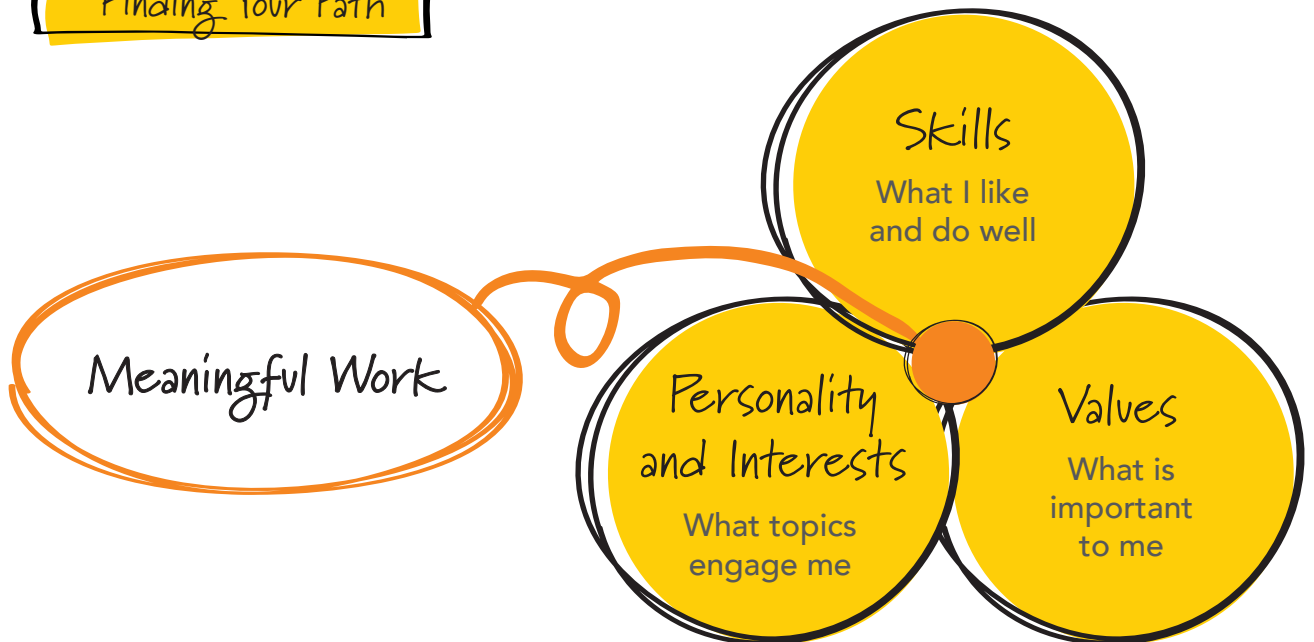 Finding Your Path
Skills
What I like
and do well
Meaningful Work
Personality
and Interests
What topics
engage me
Values
What is
important
to me